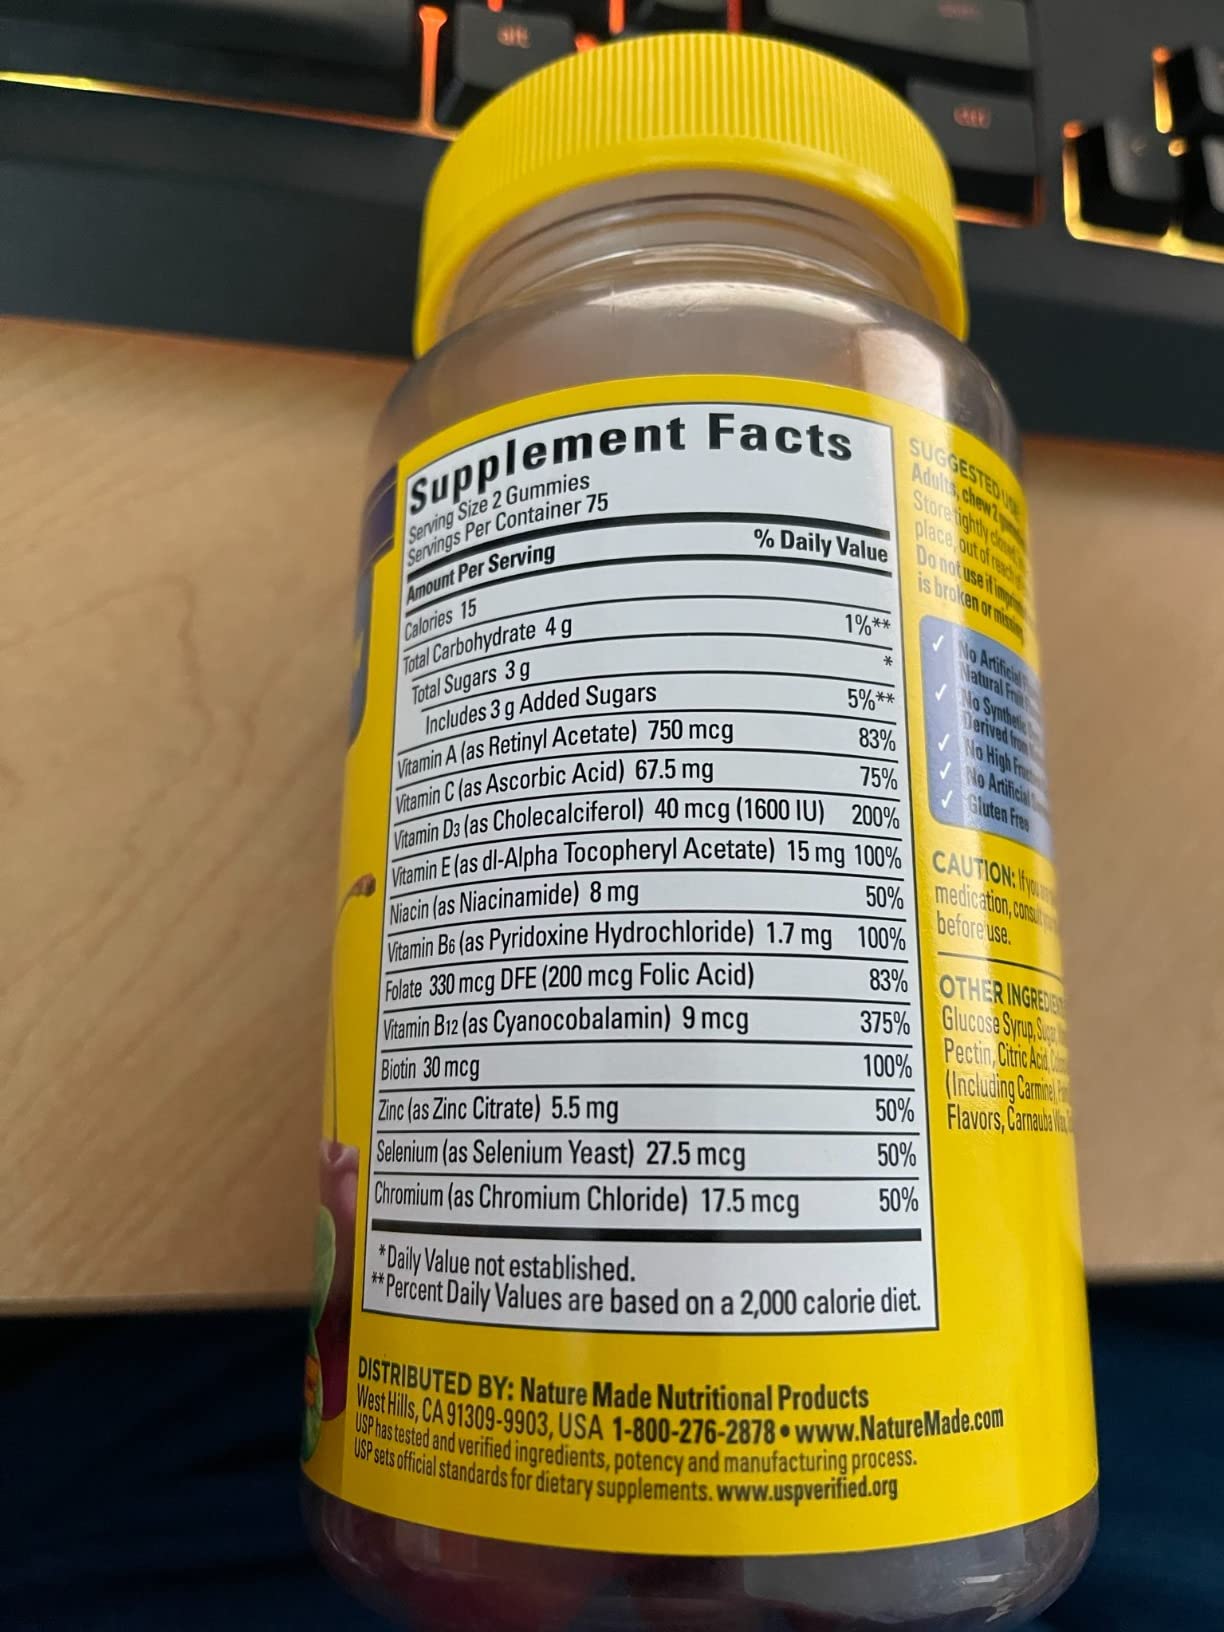 alt
ctrl
Supplement Facts
Serving Size 2 Gummies
Servings Per Container 75
Amount Per Serving % Daily Value
Calories 15
Total Carbohydrate 4 g 1%**
Total Sugars 3 g *
Includes 3 g Added Sugars 5%**
Vitamin A (as Retinyl Acetate) 750 mcg 83%
Vitamin C (as Ascorbic Acid) 67.5 mg 75%
Vitamin D3 (as Cholecalciferol) 40 mcg (1600 IU) 200%
Vitamin E (as dl-Alpha Tocopheryl Acetate) 15 mg 100%
Niacin (as Niacinamide) 8 mg 50%
Vitamin B6 (as Pyridoxine Hydrochloride) 1.7 mg 100%
Folate 330 mcg DFE (200 mcg Folic Acid) 83%
Vitamin B12 (as Cyanocobalamin) 9 mcg 375%
Biotin 30 mcg 100%
Zinc (as Zinc Citrate) 5.5 mg 50%
Selenium (as Selenium Yeast) 27.5 mcg 50%
Chromium (as Chromium Chloride) 17.5 mcg 50%
*Daily Value not established.
**Percent Daily Values are based on a 2,000 calorie diet.
DISTRIBUTED BY: Nature Made Nutritional Products
West Hills, CA 91309-9903, USA 1-800-276-2878 • www.NatureMade.com
USP has tested and verified ingredients, potency and manufacturing process.
USP sets official standards for dietary supplements. www.uspverified.org
SUGGESTED
Adults, chew 2
Store tightly closed,
place, out of reach
Do not use if
is broken or missing
✓ No Artificial
Natural
✓ No Synthetic
Derived from
✓ No High
✓ No Artificial
✓ Gluten Free
CAUTION: If you
medication, consult
before use.
OTHER
Glucose Syrup, Sugar,
Pectin, Citric Acid,
(Including Carmine),
Flavors, Carnauba